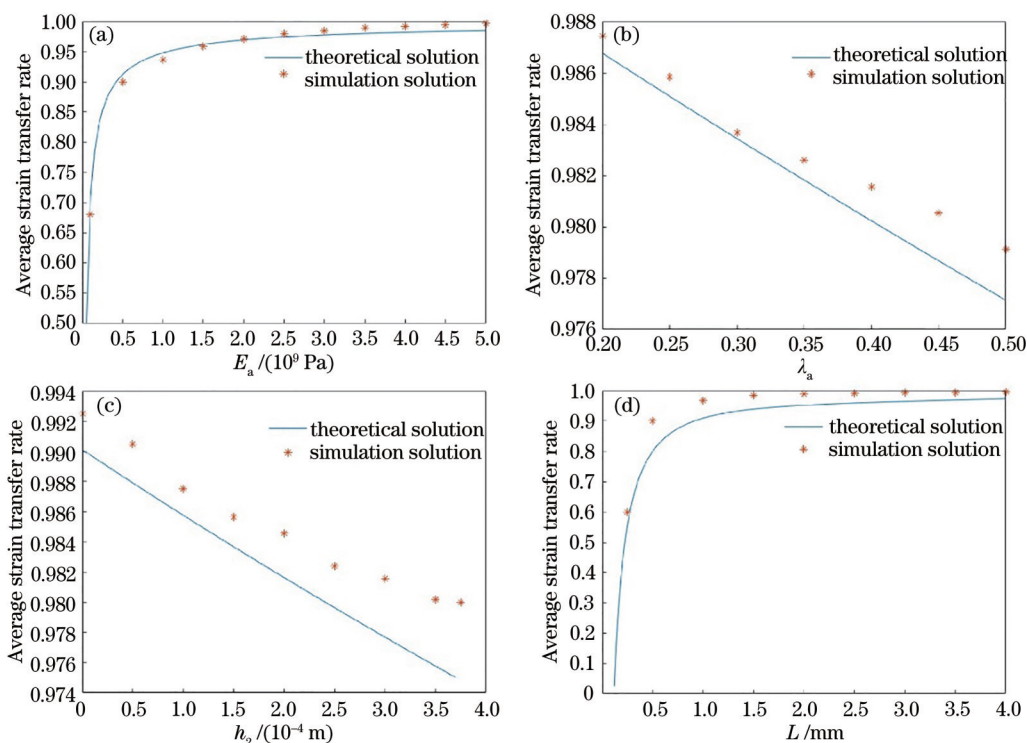 (a)
theoretical solution
simulation solution
Average strain transfer rate
1.00
0.95
0.90
0.85
0.80
0.75
0.70
0.65
0.60
0.55
0.50
0 0.5 1.0 1.5 2.0 2.5 3.0 3.5 4.0 4.5 5.0
Eₐ /(10⁹ Pa)
(b)
theoretical solution
simulation solution
Average strain transfer rate
0.988
0.986
0.984
0.982
0.980
0.978
0.976
0.20 0.25 0.30 0.35 0.40 0.45 0.50
λₐ
(c)
theoretical solution
simulation solution
Average strain transfer rate
0.994
0.992
0.990
0.988
0.986
0.984
0.982
0.980
0.978
0.976
0.974
0 0.5 1.0 1.5 2.0 2.5 3.0 3.5 4.0
/(10⁻⁴ m)
(d)
theoretical solution
simulation solution
Average strain transfer rate
1.0
0.9
0.8
0.7
0.6
0.5
0.4
0.3
0.2
0.1
0
0.5 1.0 1.5 2.0 2.5 3.0 3.5 4.0
L /mm